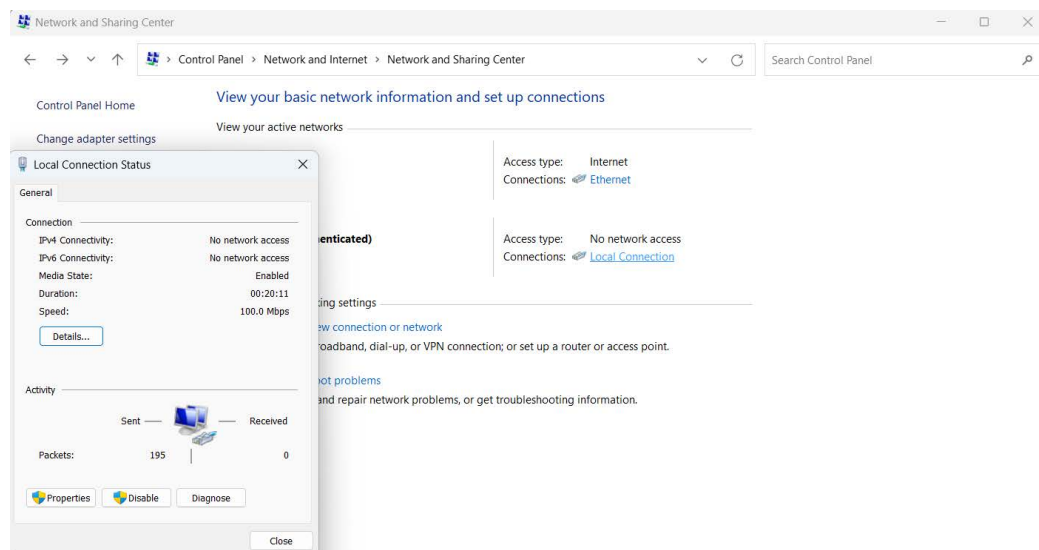 Network and Sharing Center
Control Panel > Network and Internet > Network and Sharing Center
Search Control Panel
Control Panel Home
Change adapter settings
View your basic network information and set up connections
View your active networks
Access type: Internet
Connections: Ethernet
enticated)
Access type: No network access
Connections: Local Connection
ing settings
ew connection or network
roadband, dial-up, or VPN connection; or set up a router or access point.
oot problems
and repair network problems, or get troubleshooting information.
Local Connection Status
General
Connection
IPv4 Connectivity: No network access
IPv6 Connectivity: No network access
Media State: Enabled
Duration: 00:20:11
Speed: 100.0 Mbps
Details...
Activity
Sent — — Received
Packets: 195 | 0
Properties Disable Diagnose
Close